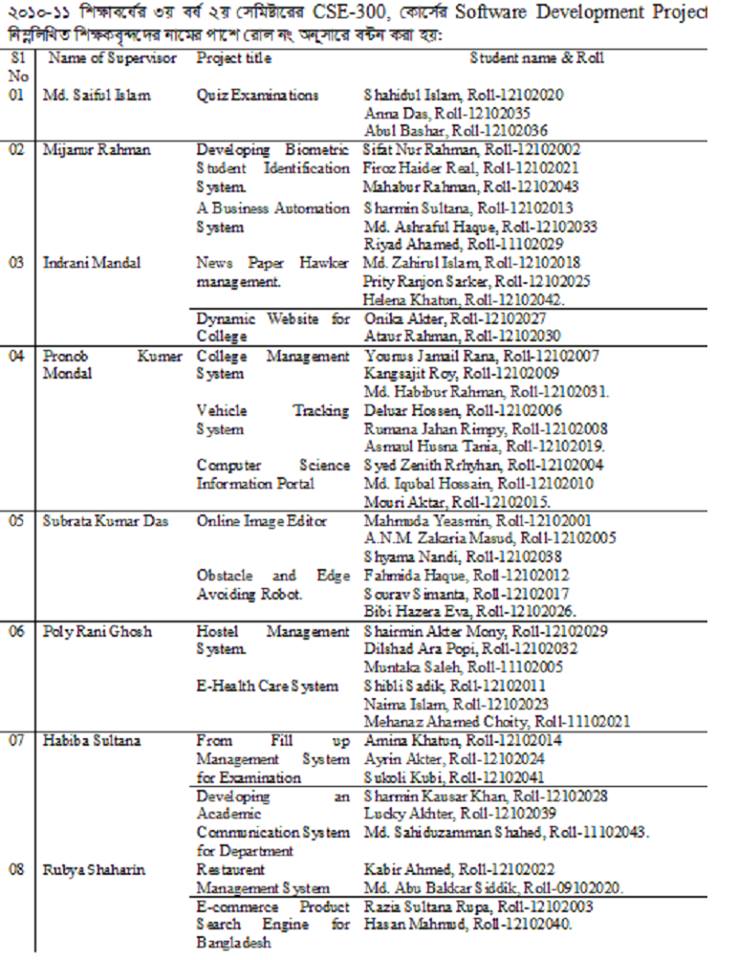 ২০১০-১১ শিক্ষাবর্ষের ৩য় বর্ষ ২য় সেমিষ্টারের CSE-300, কোর্সের Software Development Project
নিম্নলিখিত শিক্ষকবৃন্দদের নামের পাশে রোল নং অনুসারে বন্টন করা হয়:
Sl No Name of Supervisor Project title Student name & Roll
01 Md. Saiful Islam Quiz Examinations Shahidul Islam, Roll-12102020
Anna Das, Roll-12102035
Abul Bashar, Roll-12102036
02 Mijanur Rahman Developing Biometric Sifat Nur Rahman, Roll-12102002
Student Identification Firoz Haider Real, Roll-12102021
System. Mahabur Rahman, Roll-12102043
A Business Automation Sharmin Sultana, Roll-12102013
System Md. Ashraful Haque, Roll-12102033
Riyad Ahamed, Roll-11102029
03 Indrani Mandal News Paper Hawker Md. Zahirul Islam, Roll-12102018
management. Prity Ranjon Sarker, Roll-12102025
Helena Khatun, Roll-12102042.
Dynamic Website for Onika Akter, Roll-12102027
College Ataur Rahman, Roll-12102030
04 Pronob Kumer College Management Younus Jamail Rana, Roll-12102007
Mondal System Kangsajit Roy, Roll-12102009
Md. Habibur Rahman, Roll-12102031.
Vehicle Tracking Deluar Hossen, Roll-12102006
System Rumana Jahan Rimpy, Roll-12102008
Asmaul Husna Tania, Roll-12102019.
Computer Science Syed Zenith Rrhyhan, Roll-12102004
Information Portal Md. Iqubal Hossain, Roll-12102010
Mouri Aktar, Roll-12102015.
05 Subrata Kumar Das Online Image Editor Mahmuda Yeasmin, Roll-12102001
A.N.M. Zakaria Masud, Roll-12102005
Shyama Nandi, Roll-12102038
Obstacle and Edge Fahmida Haque, Roll-12102012
Avoiding Robot. Sourav Simanta, Roll-12102017
Bibi Hazera Eva, Roll-12102026.
06 Poly Rani Ghosh Hostel Management Shairmin Akter Mony, Roll-12102029
System. Dilshad Ara Popi, Roll-12102032
Muntaka Saleh, Roll-11102005
E-Health Care System Shibli Sadik, Roll-12102011
Naima Islam, Roll-12102023
Mehanaz Ahamed Choity, Roll-11102021
07 Habiba Sultana From Fill up Amina Khatun, Roll-12102014
Management System Ayrin Akter, Roll-12102024
for Examination Sukoli Kubi, Roll-12102041
Developing an Sharmin Kausar Khan, Roll-12102028
Academic Lucky Akhter, Roll-12102039
Communication System Md. Sahiduzamman Shahed, Roll-11102043.
for Department
08 Rubya Shaharin Restaurent Kabir Ahmed, Roll-12102022
Management System Md. Abu Bakkar Siddik, Roll-09102020.
E-commerce Product Razia Sultana Rupa, Roll-12102003
Search Engine for Hasan Mahmud, Roll-12102040.
Bangladesh